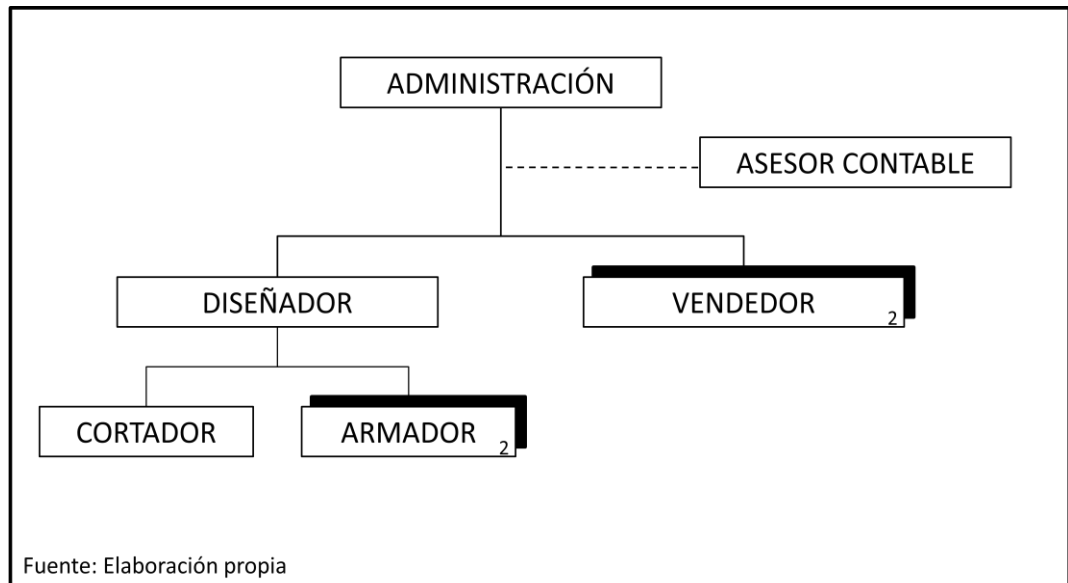 ADMINISTRACIÓN
ASESOR CONTABLE
DISEÑADOR
VENDEDOR
2
CORTADOR
ARMADOR
2
Fuente: Elaboración propia